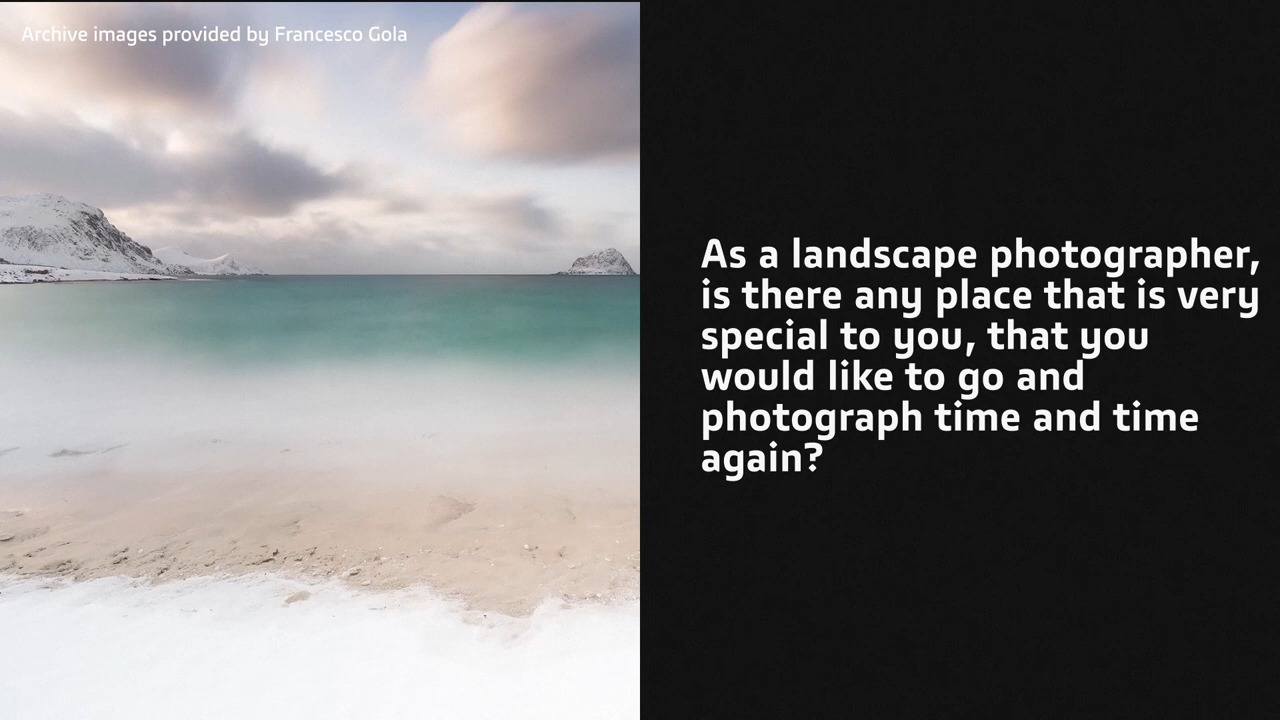 Archive images provided by Francesco Gola
As a landscape photographer,
is there any place that is very
special to you, that you
would like to go and
photograph time and time
again?